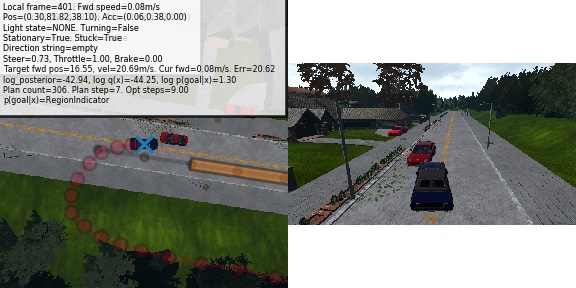 Local frame=401. Fwd speed=0.08m/s
Pos=(0.30,81.82,38.10). Acc=(0.06,0.38,0.00)
Light state=NONE. Turning=False
Stationary=True. Stuck=True
Direction string=empty
Steer=0.73, Throttle=1.00, Brake=0.00
Target fwd pos=16.55, vel=20.69m/s. Cur fwd=0.08m/s. Err=20.62
log_posterior=-42.94, log q(x)=-44.25, log p(goal|x)=1.30
Plan count=306. Plan step=7. Opt steps=9.00
p(goal|x)=RegionIndicator